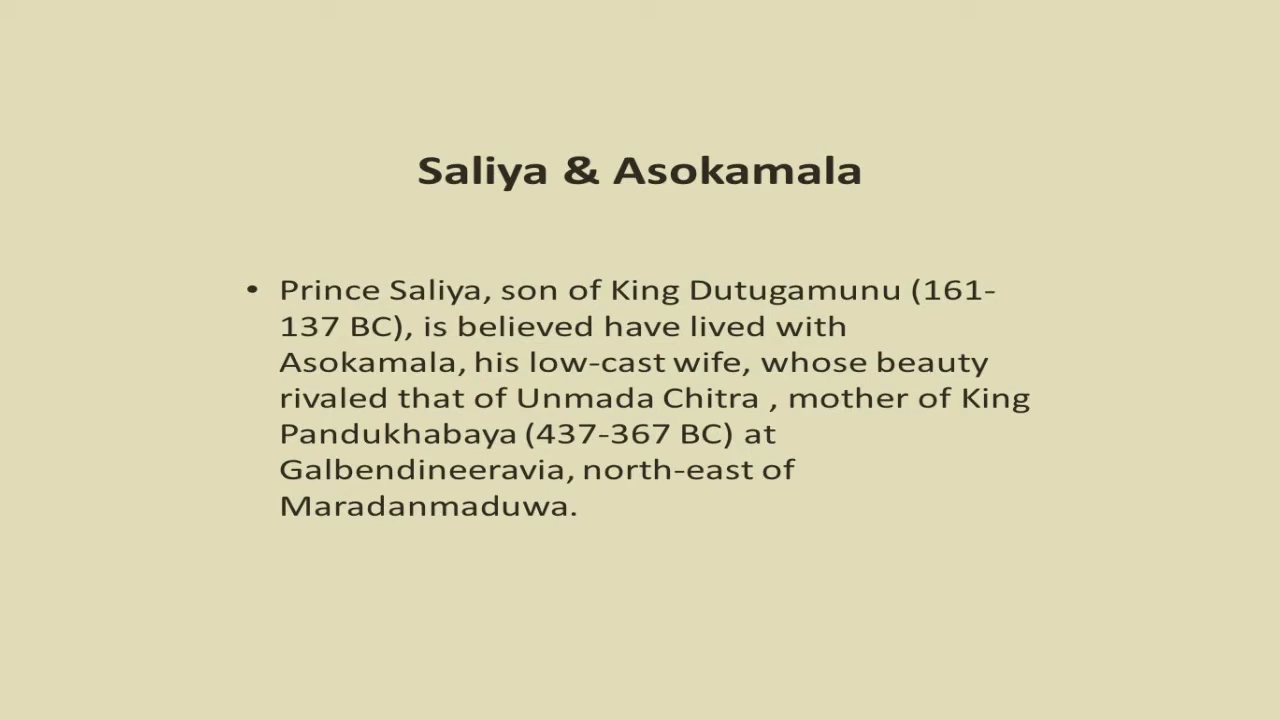 Saliya & Asokamala
• Prince Saliya, son of King Dutugamunu (161-
137 BC), is believed have lived with
Asokamala, his low-cast wife, whose beauty
rivaled that of Unmada Chitra , mother of King
Pandukhabaya (437-367 BC) at
Galbendineeravia, north-east of
Maradanmaduwa.